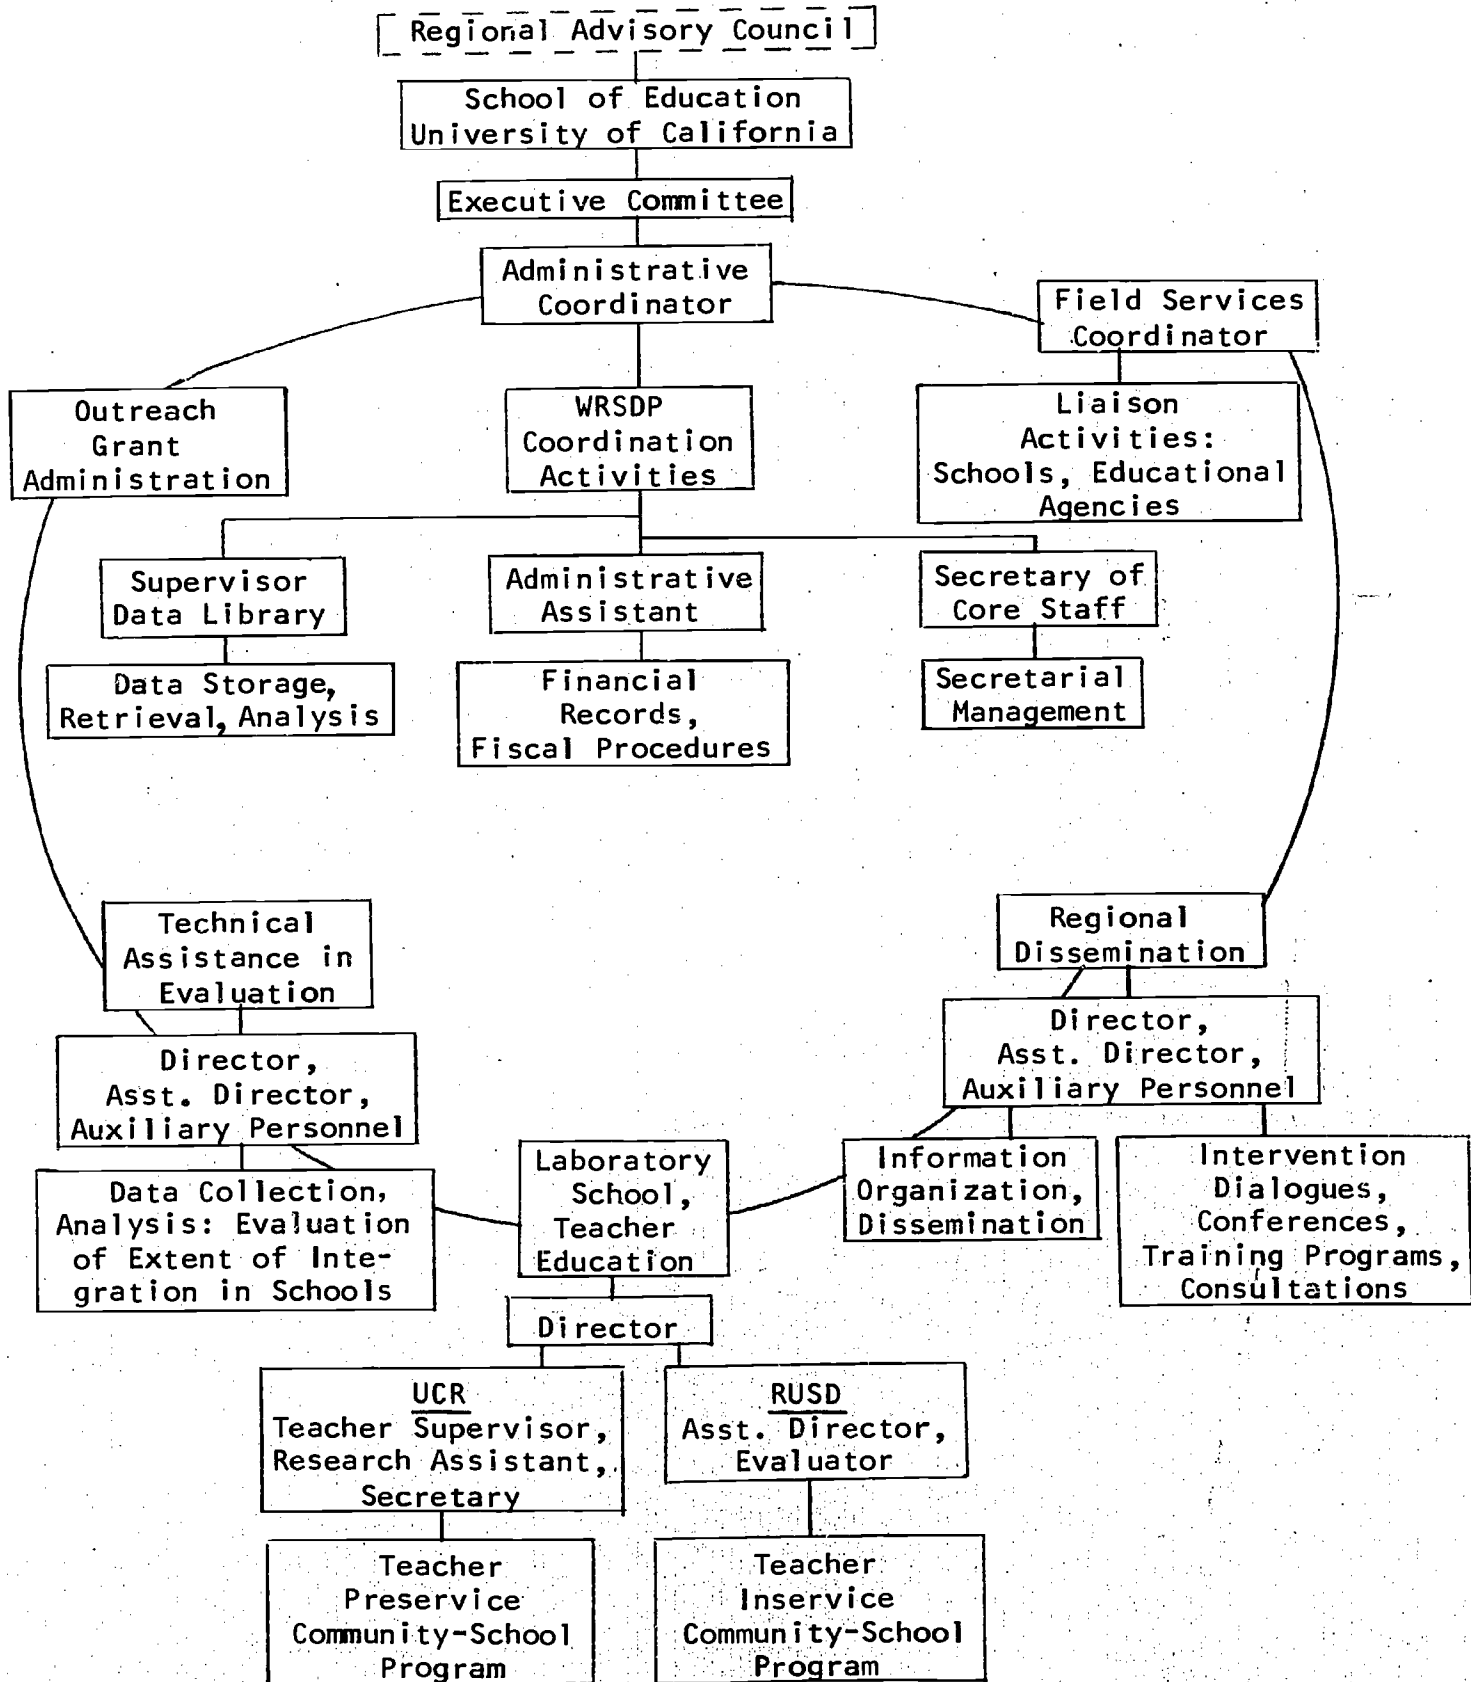 Regional Advisory Council
School of Education
University of California
Executive Committee
Administrative
Coordinator
Field Services
Coordinator
Outreach
Grant
Administration
WRSDP
Coordination
Activities
Liaison
Activities:
Schools, Educational
Agencies
Supervisor
Data Library
Administrative
Assistant
Secretary of
Core Staff
Data Storage,
Retrieval, Analysis
Financial
Records,
Fiscal Procedures
Secretarial
Management
Technical
Assistance in
Evaluation
Regional
Dissemination
Director,
Asst. Director,
Auxiliary Personnel
Director,
Asst. Director,
Auxiliary Personnel
Data Collection,
Analysis: Evaluation
of Extent of Inte-
gration in Schools
Laboratory
School,
Teacher
Education
Information
Organization,
Dissemination
Intervention
Dialogues,
Conferences,
Training Programs,
Consultations
Director
UCR
Teacher Supervisor,
Research Assistant,
Secretary
RUSD
Asst. Director,
Evaluator
Teacher
Preservice
Community-School
Program
Teacher
Inservice
Community-School
Program